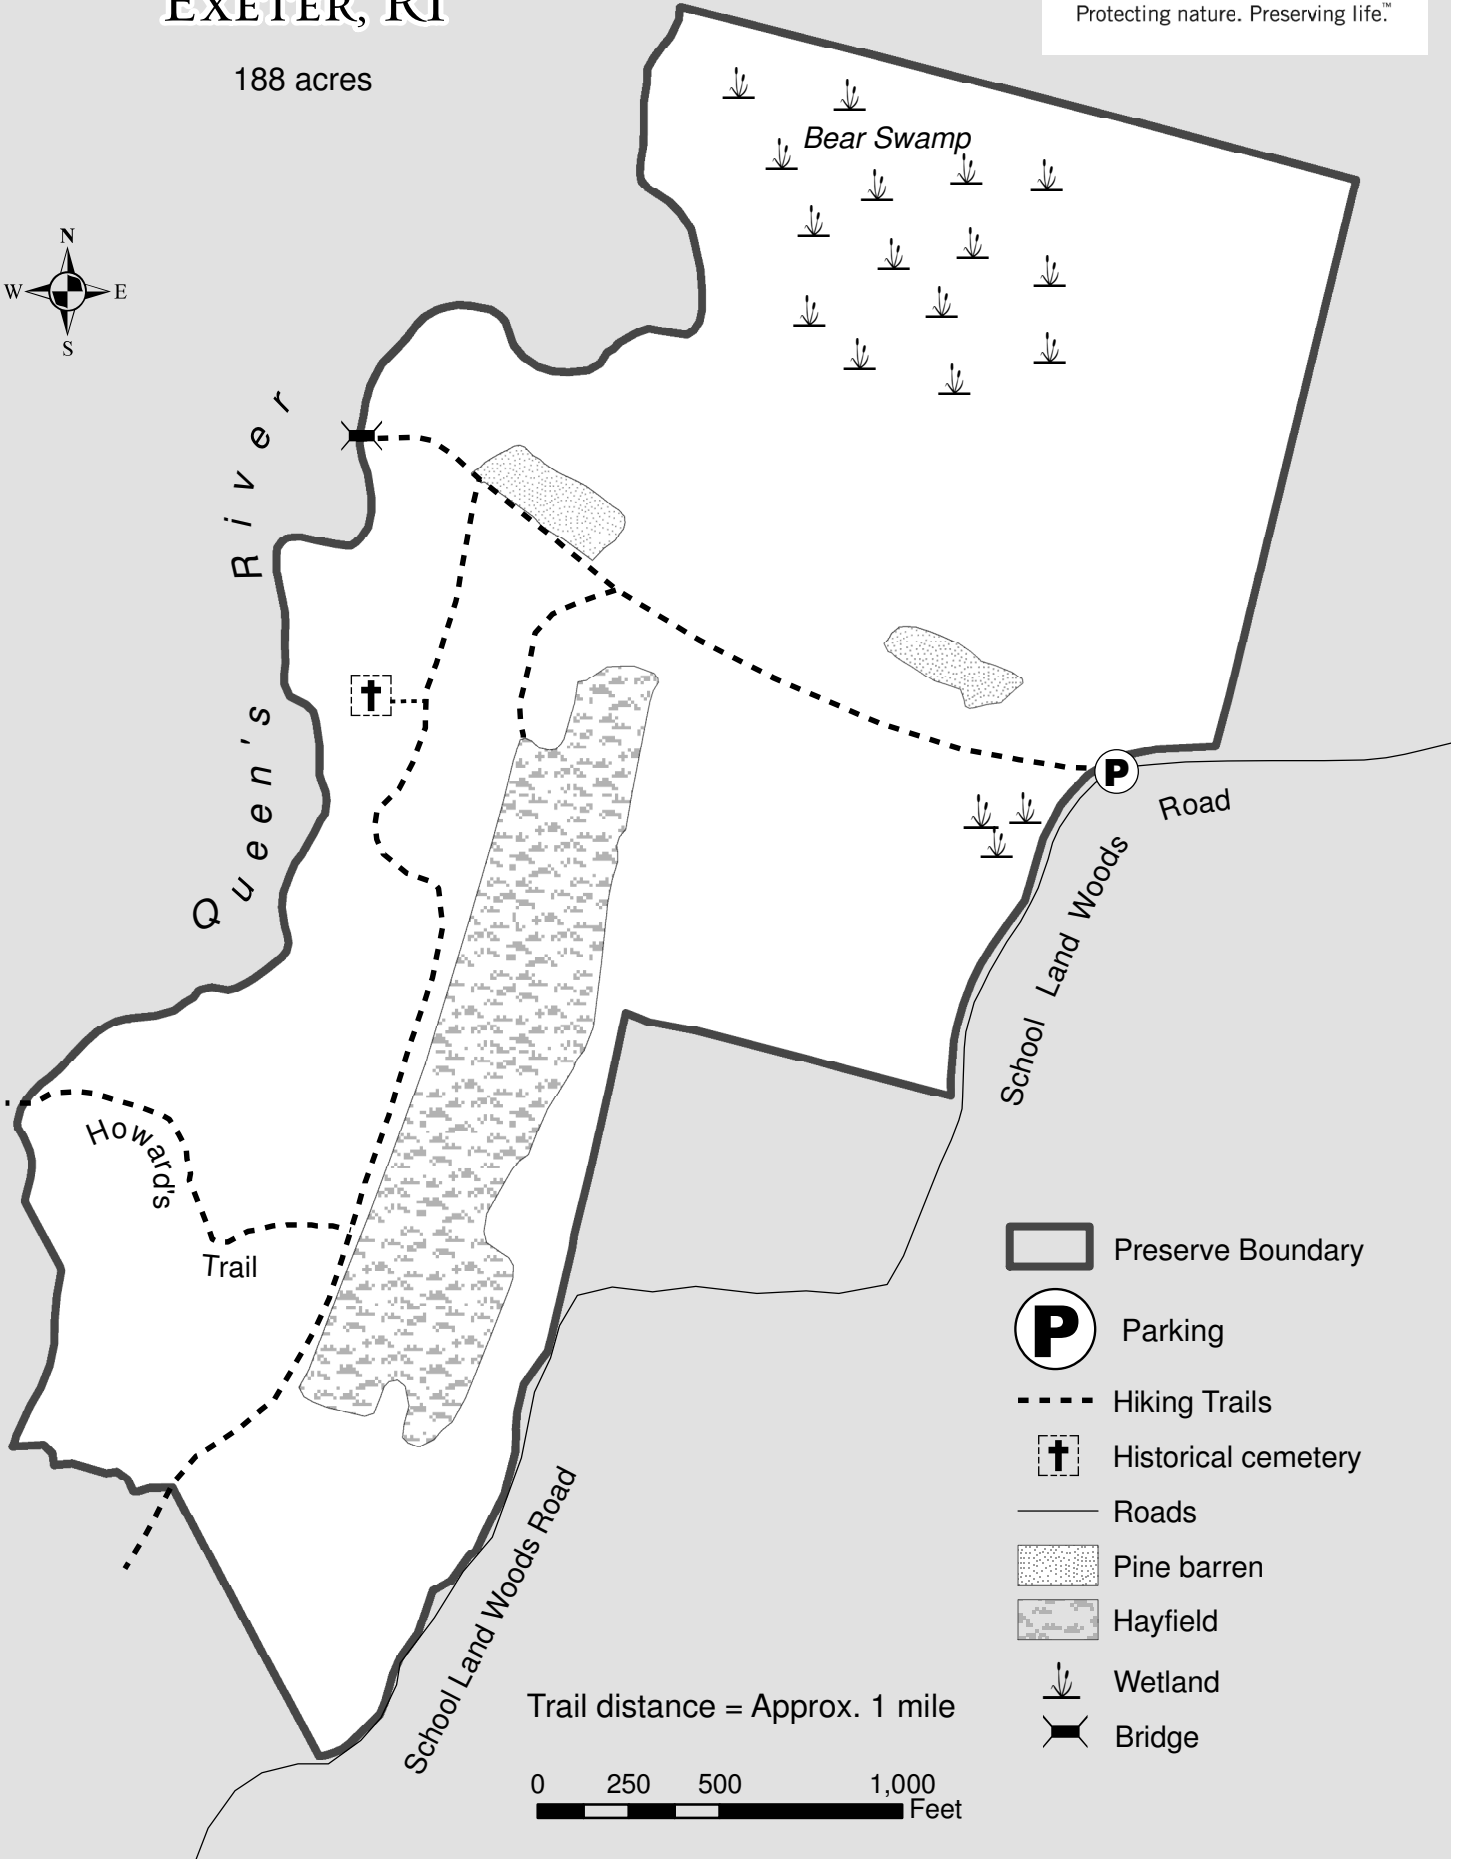 EXETER, RI
188 acres
Protecting nature. Preserving life.™
Bear Swamp
N
W E
S
Queen's River
P
Road
School Land Woods
Howard's
Trail
School Land Woods Road
Preserve Boundary
P Parking
Hiking Trails
Historical cemetery
Roads
Pine barren
Hayfield
Wetland
Bridge
Trail distance = Approx. 1 mile
0 250 500 1,000
Feet